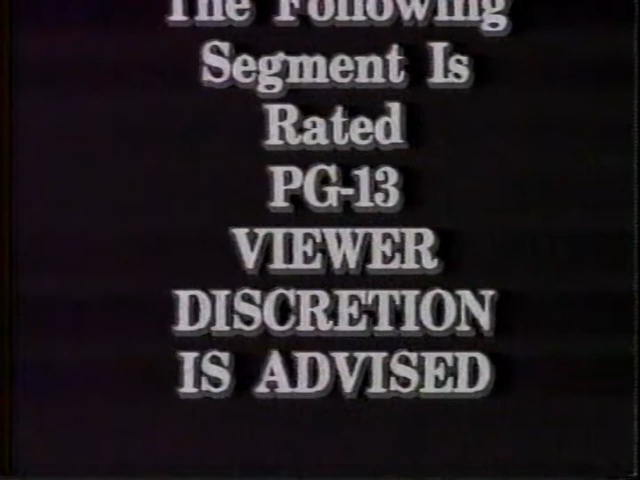 The Following
Segment Is
Rated
PG-13
VIEWER
DISCRETION
IS ADVISED